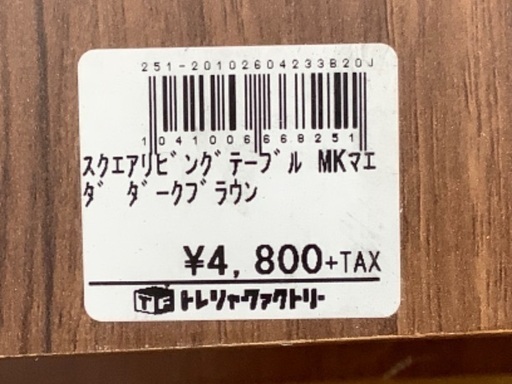 251-20102604233B20J
1041006668251
スクエアリビングテーブル MKマエ
ダ ダークブラウン
¥4,800+TAX
TF トレジャーファクトリー